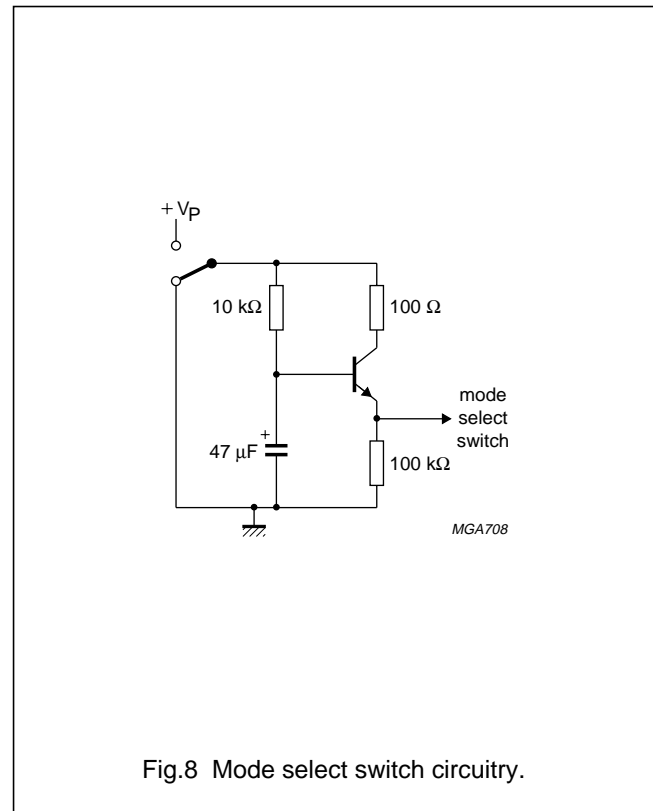 + VP
10 kΩ
100 Ω
mode
select
switch
+
47 µF
100 kΩ
MGA708
Fig.8 Mode select switch circuitry.